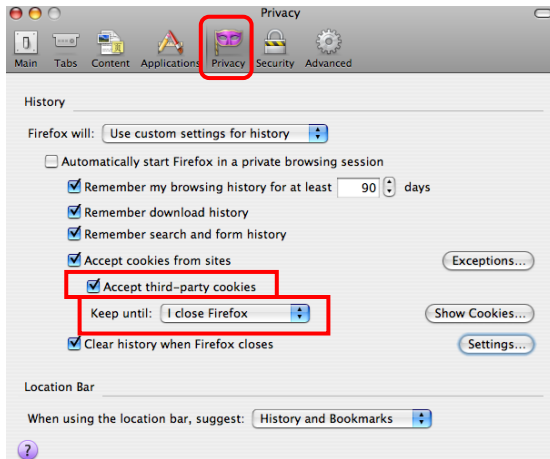 Privacy
Main Tabs Content Applications Privacy Security Advanced
History
Firefox will: Use custom settings for history
Automatically start Firefox in a private browsing session
Remember my browsing history for at least 90 days
Remember download history
Remember search and form history
Accept cookies from sites Exceptions...
Accept third-party cookies
Keep until: I close Firefox Show Cookies...
Clear history when Firefox closes Settings...
Location Bar
When using the location bar, suggest: History and Bookmarks
?